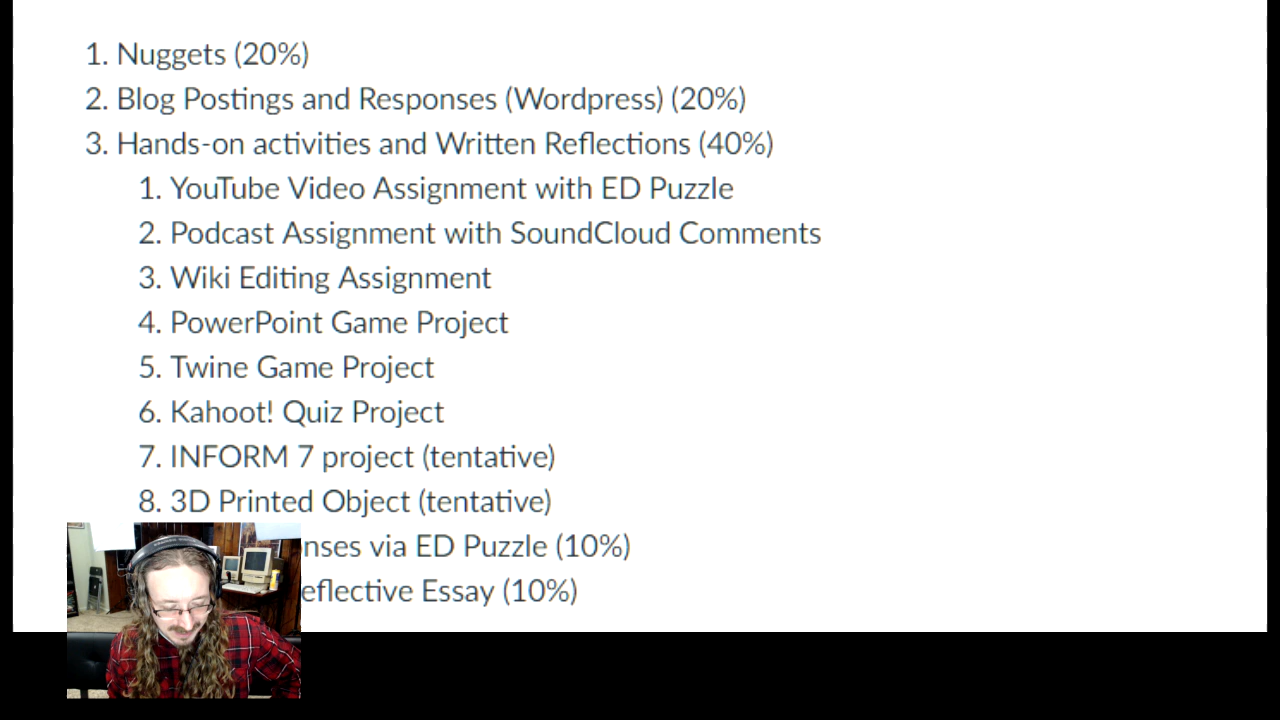 1. Nuggets (20%)
2. Blog Postings and Responses (Wordpress) (20%)
3. Hands-on activities and Written Reflections (40%)
1. YouTube Video Assignment with ED Puzzle
2. Podcast Assignment with SoundCloud Comments
3. Wiki Editing Assignment
4. PowerPoint Game Project
5. Twine Game Project
6. Kahoot! Quiz Project
7. INFORM 7 project (tentative)
8. 3D Printed Object (tentative)
nses via ED Puzzle (10%)
eflective Essay (10%)